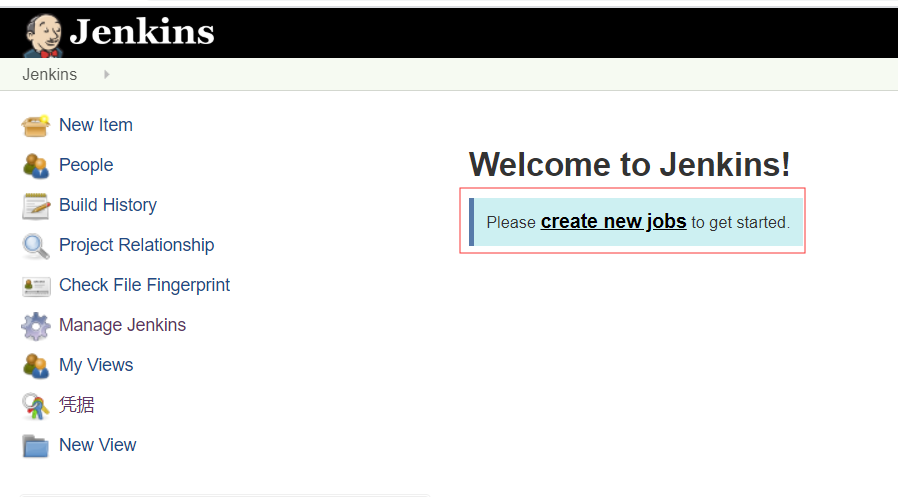 Jenkins
Jenkins
New Item
People
Build History
Project Relationship
Check File Fingerprint
Manage Jenkins
My Views
凭据
New View
Welcome to Jenkins!
Please create new jobs to get started.